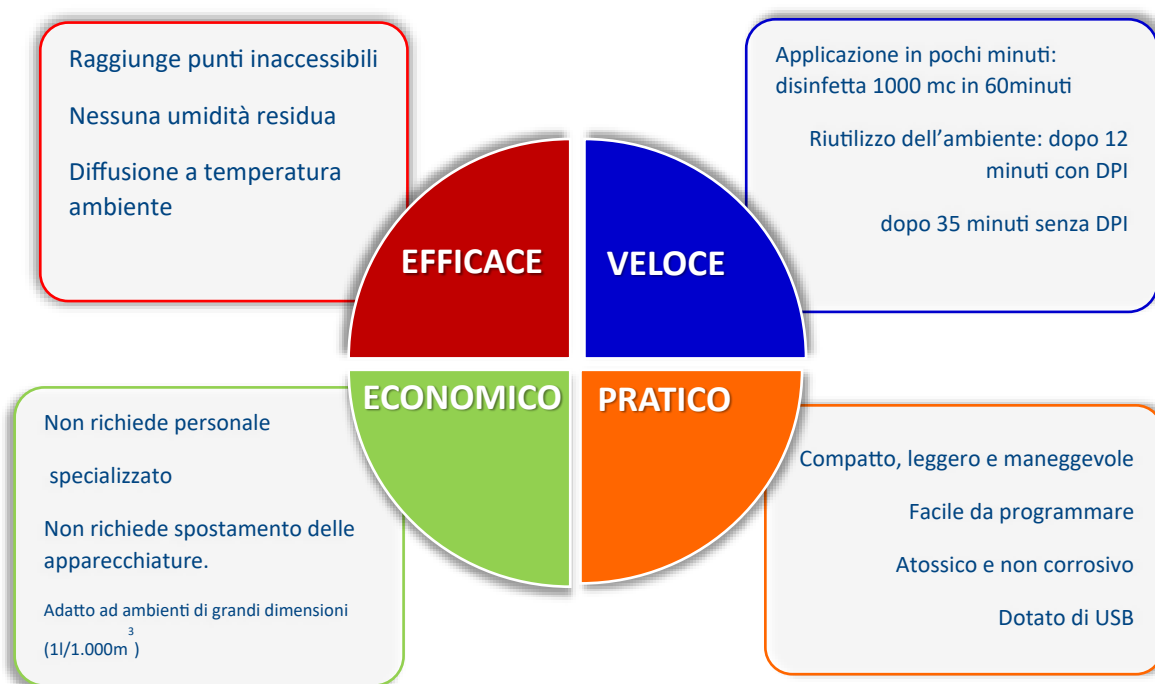 Raggiunge punti inaccessibili
Nessuna umidità residua
Diffusione a temperatura
ambiente
Applicazione in pochi minuti:
disinfetta 1000 mc in 60minuti
Riutilizzo dell’ambiente: dopo 12
minuti con DPI
dopo 35 minuti senza DPI
EFFICACE
VELOCE
ECONOMICO
PRATICO
Non richiede personale
specializzato
Non richiede spostamento delle
apparecchiature.
Adatto ad ambienti di grandi dimensioni
(1l/1.000m³)
Compatto, leggero e maneggevole
Facile da programmare
Atossico e non corrosivo
Dotato di USB